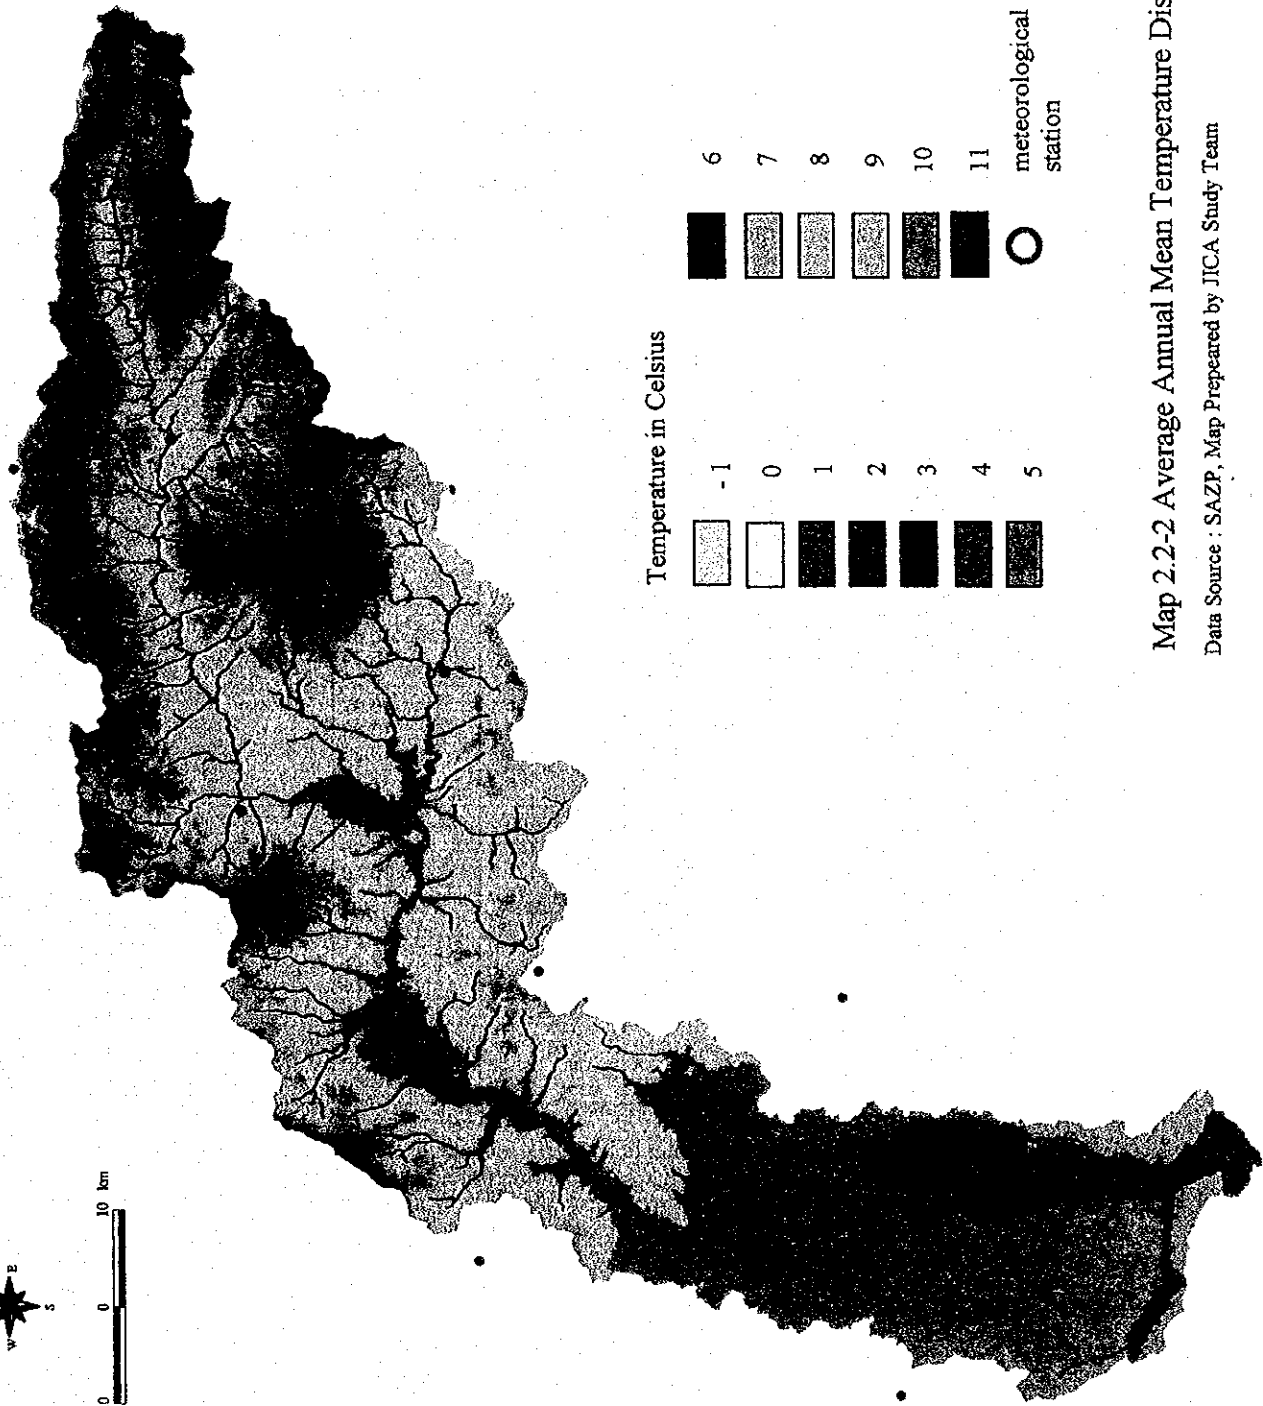 E
W
S
0 0 10 km
Temperature in Celsius
-1
0
1
2
3
4
5
6
7
8
9
10
11
meteorological
station
Map 2.2-2 Average Annual Mean Temperature Dis
Data Source : SAZP, Map Prepeared by JICA Study Team